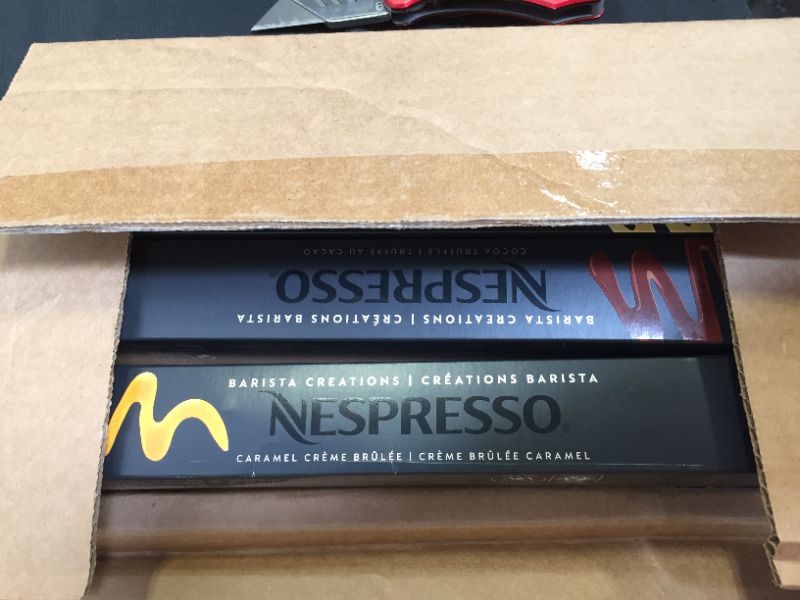 COCOA TRUFFLE | TRUFFE AU CACAO
NESPRESSO
BARISTA CREATIONS | CRÉATIONS BARISTA
BARISTA CREATIONS | CRÉATIONS BARISTA
NESPRESSO®
CARAMEL CRÈME BRÛLÉE | CRÈME BRÛLÉE CARAMEL